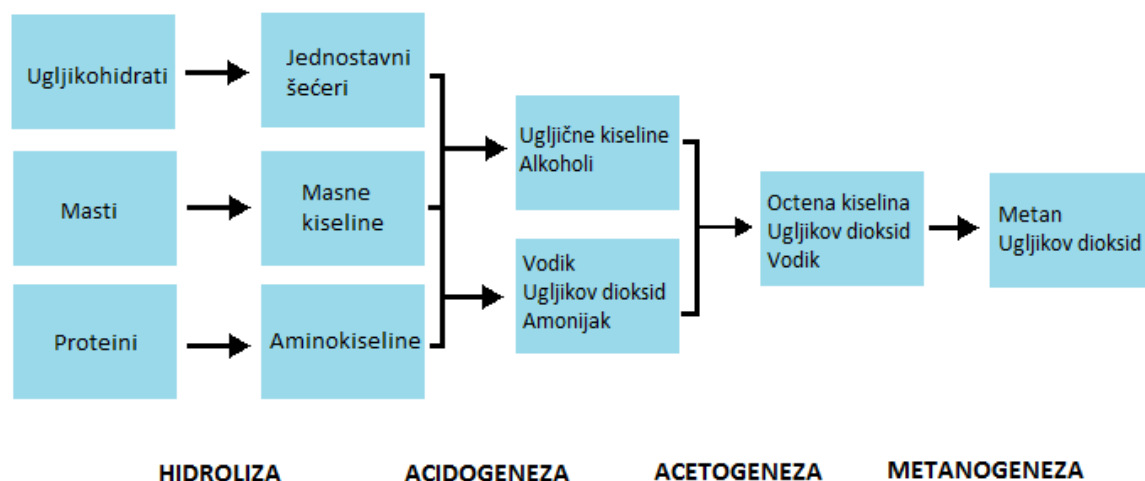 Ugljikohidrati
Jednostavni
šećeri
Masti
Masne
kiseline
Proteini
Aminokiseline
Ugljične kiseline
Alkoholi
Vodik
Ugljikov dioksid
Amonijak
Octena kiselina
Ugljikov dioksid
Vodik
Metan
Ugljikov dioksid
HIDROLIZA
ACIDOGENEZA
ACETOGENEZA
METANOGENEZA